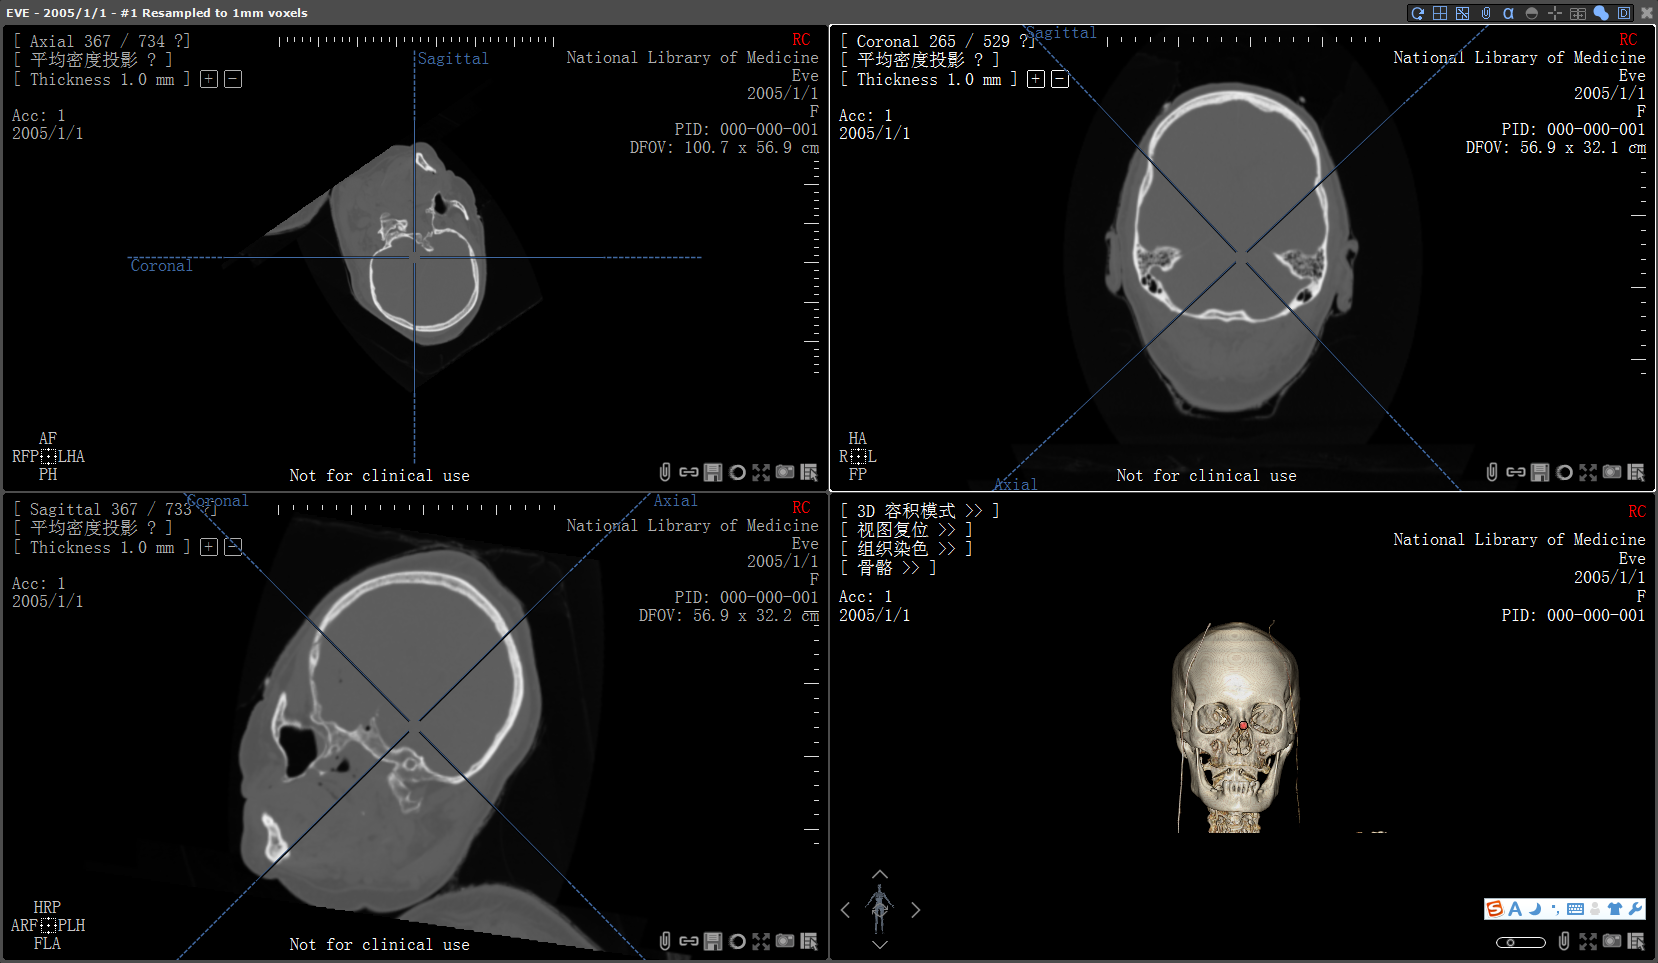 EVE - 2005/1/1 - #1 Resampled to 1mm voxels
[ Axial 367 / 734 ?]
[ 平均密度投影 ? ]
[ Thickness 1.0 mm ] + −
Acc: 1
2005/1/1
Sagittal
RC
National Library of Medicine
Eve
2005/1/1
F
PID: 000-000-001
DFOV: 100.7 x 56.9 cm
Coronal
AF
RFP LHA
PH
Not for clinical use
[ Coronal 265 / 529 ?]
[ 平均密度投影 ? ]
[ Thickness 1.0 mm ] + −
Acc: 1
2005/1/1
Sagittal
RC
National Library of Medicine
Eve
2005/1/1
F
PID: 000-000-001
DFOV: 56.9 x 32.1 cm
HA
R L
FP
Axial
Not for clinical use
[ Sagittal 367 / 733 ?]
[ 平均密度投影 ? ]
[ Thickness 1.0 mm ] + −
Acc: 1
2005/1/1
Coronal
Axial
RC
National Library of Medicine
Eve
2005/1/1
F
PID: 000-000-001
DFOV: 56.9 x 32.2 cm
HRP
ARF PLH
FLA
Not for clinical use
[ 3D 容积模式 >> ]
[ 视图复位 >> ]
[ 组织染色 >> ]
[ 骨骼 >> ]
Acc: 1
2005/1/1
RC
National Library of Medicine
Eve
2005/1/1
F
PID: 000-000-001